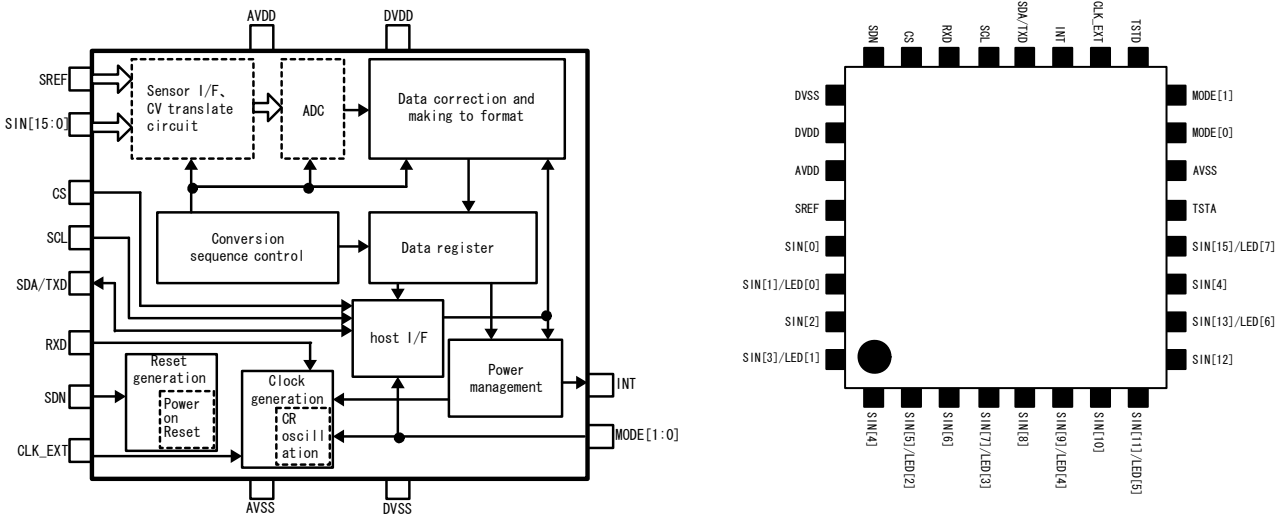 AVDD
DVDD
SREF
SIN[15:0]
CS
SCL
SDA/TXD
RXD
SDN
CLK_EXT
Sensor I/F、
CV translate
circuit
ADC
Data correction and
making to format
Conversion
sequence control
Data register
host I/F
Power
management
Reset
generation
Power
on
Reset
Clock
generation
CR
oscill
ation
INT
MODE[1:0]
AVSS
DVSS
SDN
CS
RXD
SCL
SDA/TXD
INT
CLK_EXT
TSTD
DVSS
DVDD
AVDD
SREF
SIN[0]
SIN[1]/LED[0]
SIN[2]
SIN[3]/LED[1]
MODE[1]
MODE[0]
AVSS
TSTA
SIN[15]/LED[7]
SIN[4]
SIN[13]/LED[6]
SIN[12]
SIN[4]
SIN[5]/LED[2]
SIN[6]
SIN[7]/LED[3]
SIN[8]
SIN[9]/LED[4]
SIN[10]
SIN[11]/LED[5]